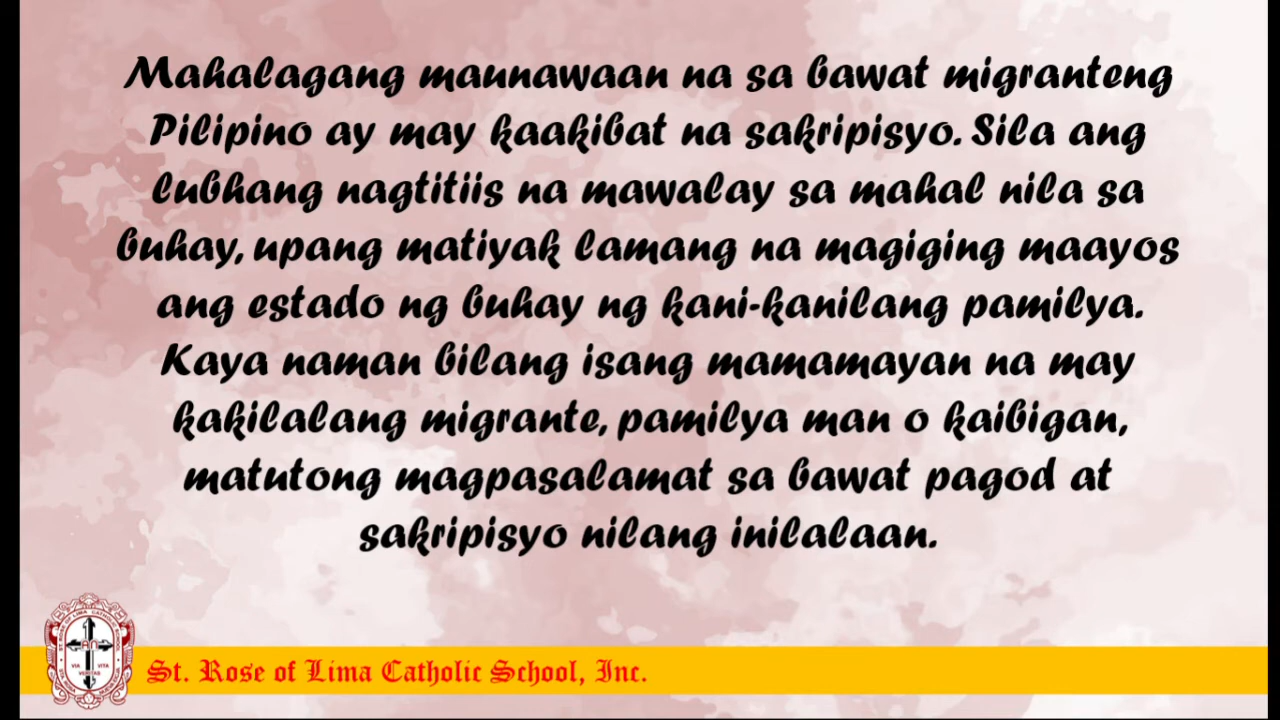 Mahalagang maunawaan na sa bawat migranteng
Pilipino ay may kaakibat na sakripisyo. Sila ang
lubhang nagtitiis na mawalay sa mahal nila sa
buhay, upang matiyak lamang na magiging maayos
ang estado ng buhay ng kani-kanilang pamilya.
Kaya naman bilang isang mamamayan na may
kakilalang migrante, pamilya man o kaibigan,
matutong magpasalamat sa bawat pagod at
sakripisyo nilang inilalaan.
VIA VITA
VERITAS
St. Rose of Lima Catholic School, Inc.